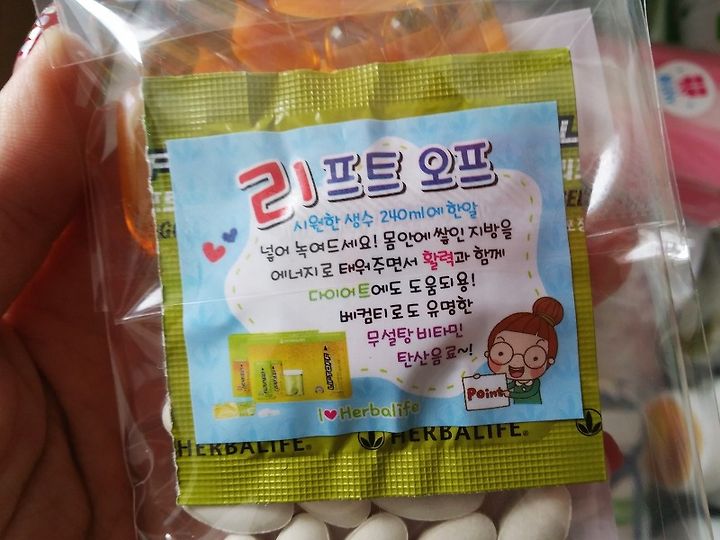 리프트 오프
시원한 생수 240ml에 한알
넣어 녹여드세요! 몸안에 쌓인 지방을
에너지로 태워주면서 활력과 함께
다이어트에도 도움되용!
베컴티로도 유명한
무설탕 비타민
탄산음료~!
Point
I ♥ Herbalife
HERBALIFE® HERBALIFE®